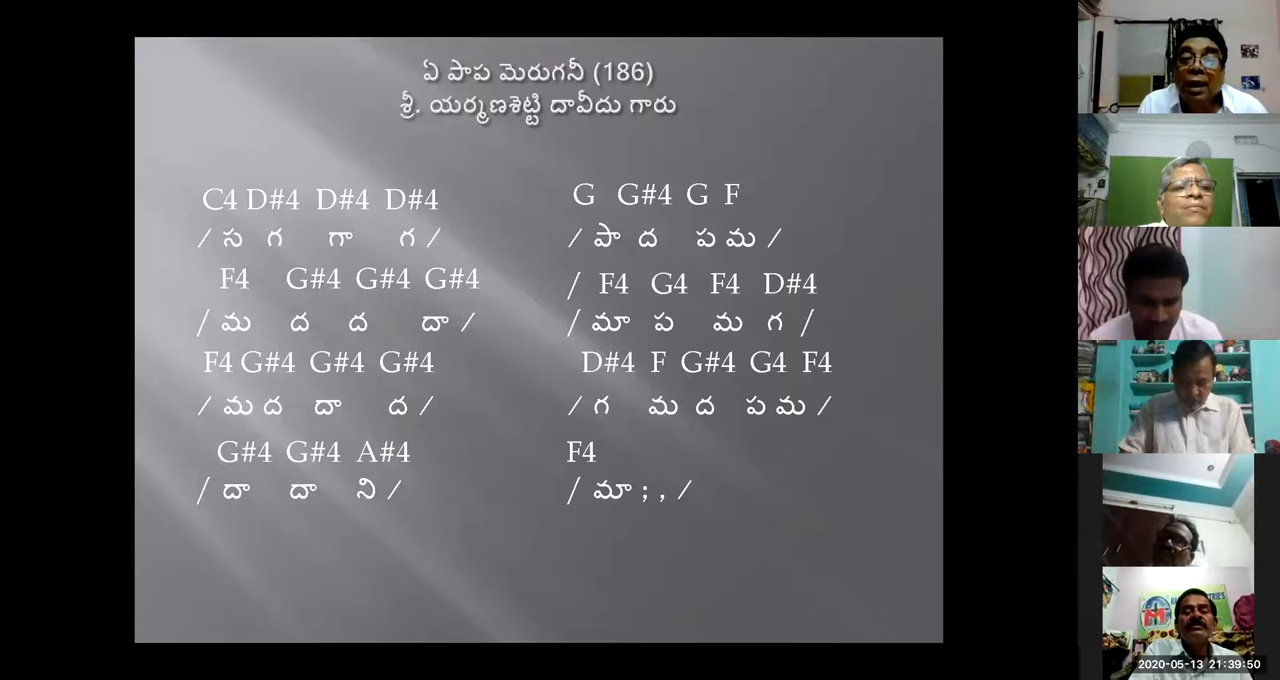 ఏ పాప మెరుగనీ (186)
శ్రీ. యర్మణశెట్టి దావీదు గారు
C4 D#4 D#4 D#4
/ స గ గా గ /
F4 G#4 G#4 G#4
/ మ ద ద దా /
F4 G#4 G#4 G#4
/ మ ద దా ద /
G#4 G#4 A#4
/ దా దా ని /
G G#4 G F
/ పా ద ప మ /
/ F4 G4 F4 D#4
/ మా ప మ గ /
D#4 F G#4 G4 F4
/ గ మ ద ప మ /
F4
/ మా ; , /
2020-05-13 21:39:50